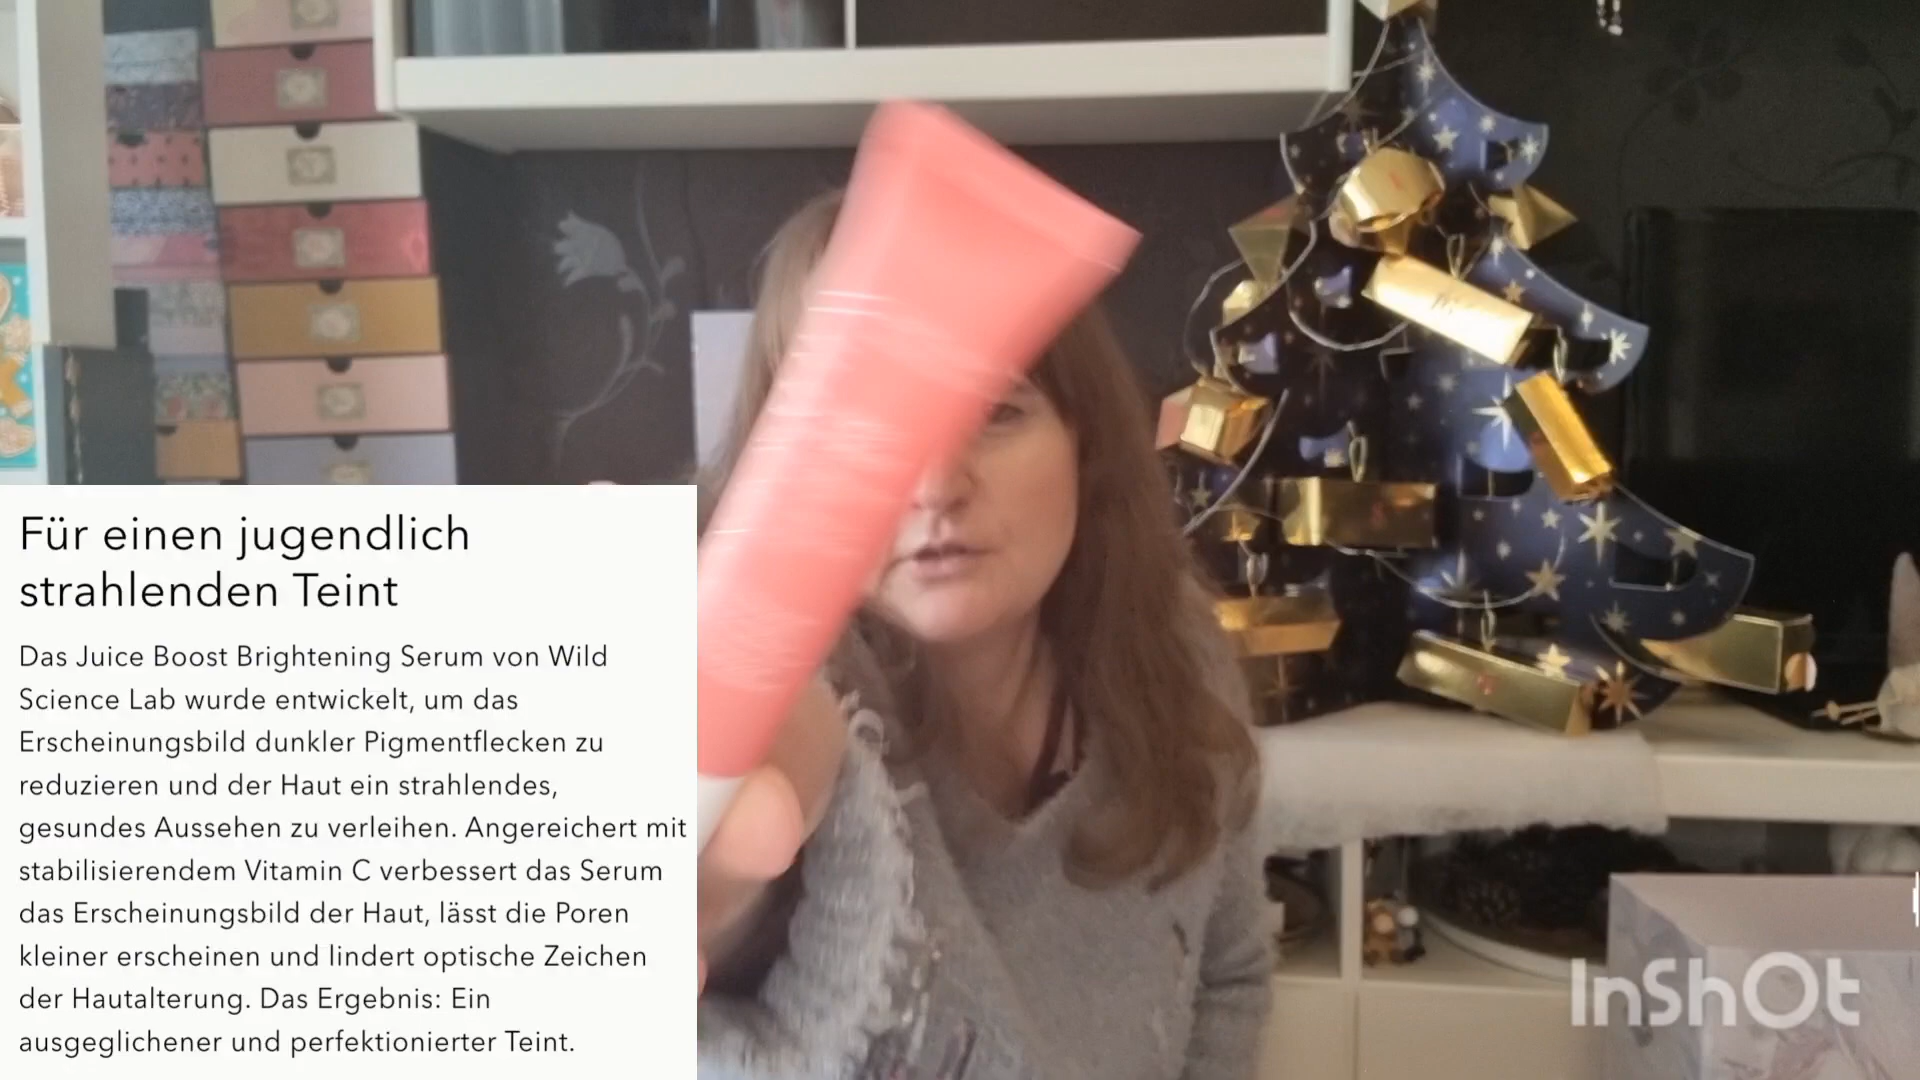 Für einen jugendlich
strahlenden Teint
Das Juice Boost Brightening Serum von Wild
Science Lab wurde entwickelt, um das
Erscheinungsbild dunkler Pigmentflecken zu
reduzieren und der Haut ein strahlendes,
gesundes Aussehen zu verleihen. Angereichert mit
stabilisierendem Vitamin C verbessert das Serum
das Erscheinungsbild der Haut, lässt die Poren
kleiner erscheinen und lindert optische Zeichen
der Hautalterung. Das Ergebnis: Ein
ausgeglichener und perfektionierter Teint.
InShOt